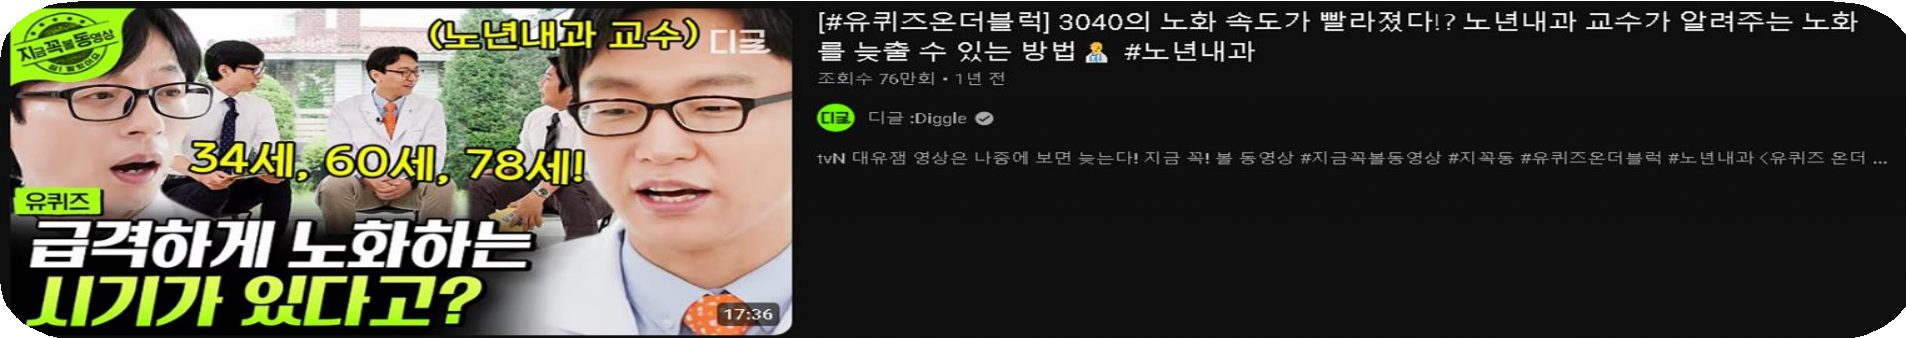 지금꼭볼동영상
(노년내과 교수)
디글
34세, 60세, 78세!
유퀴즈
급격하게 노화하는
시기가 있다고?
17:36
[#유퀴즈온더블럭] 3040의 노화 속도가 빨라졌다!? 노년내과 교수가 알려주는 노화
를 늦출 수 있는 방법 #노년내과
조회수 76만회 • 1년 전
디글
디글 :Diggle
tvN 대유잼 영상은 나중에 보면 늦는다! 지금 꼭! 볼 동영상 #지금꼭볼동영상 #지꼭동 #유퀴즈온더블럭 #노년내과 <유퀴즈 온더 ...